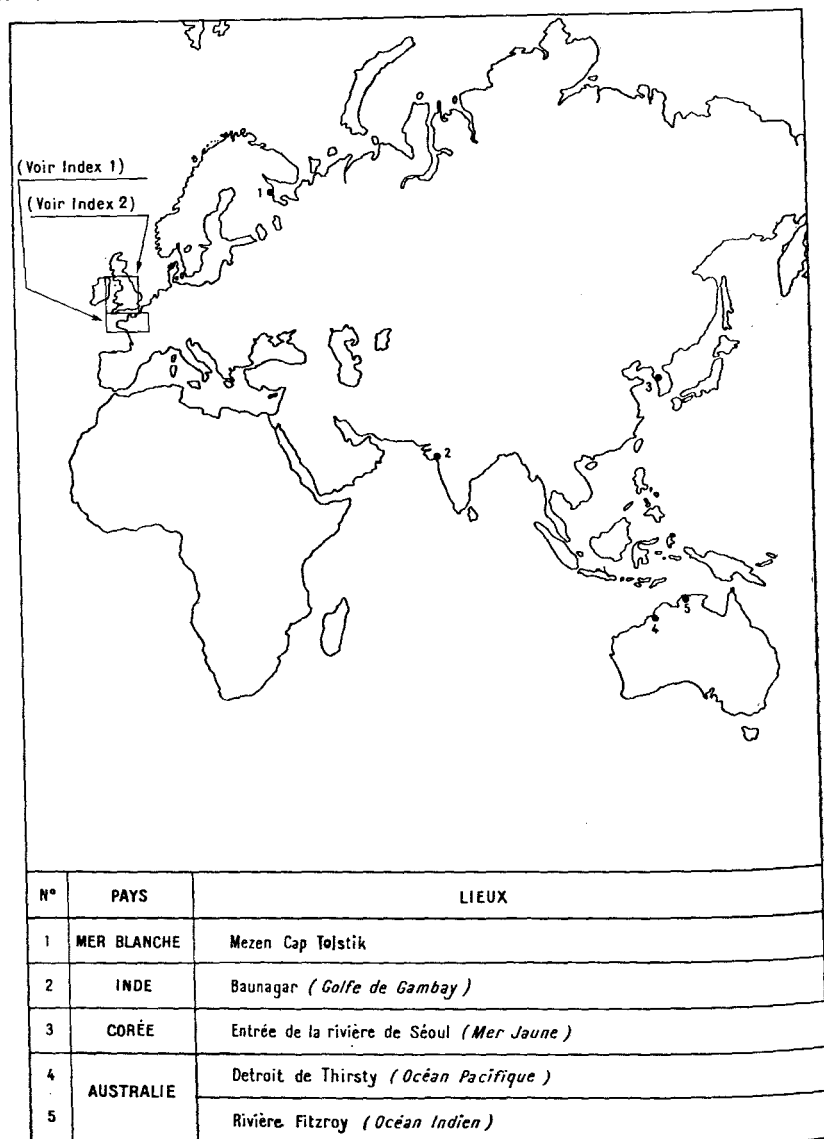 (Voir Index 1)
(Voir Index 2)
1
3
2
5
4
N° PAYS LIEUX
1 MER BLANCHE Mezen Cap Tolstik
2 INDE Baunagar (Golfe de Gambay)
3 CORÉE Entrée de la rivière de Séoul (Mer Jaune)
4 AUSTRALIE Detroit de Thirsty (Océan Pacifique)
5 Rivière Fitzroy (Océan Indien)